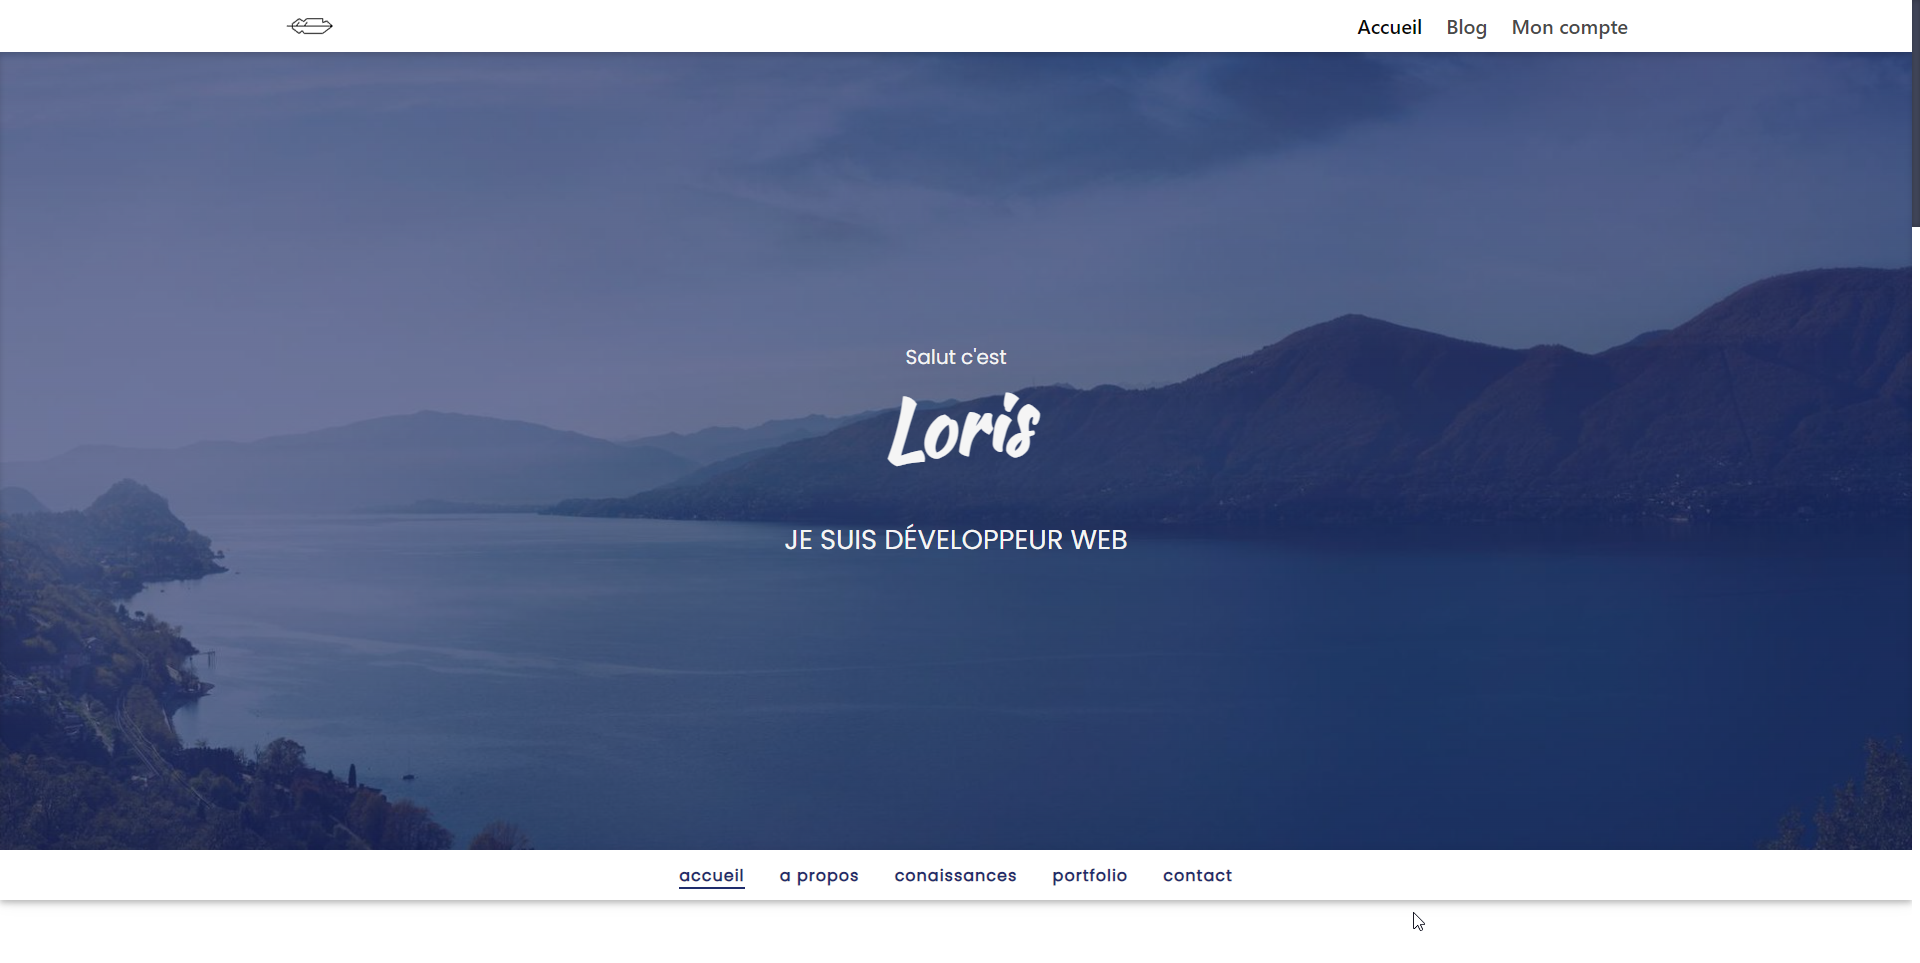 Accueil Blog Mon compte
Salut c'est
Loris
JE SUIS DÉVELOPPEUR WEB
accueil a propos conaissances portfolio contact